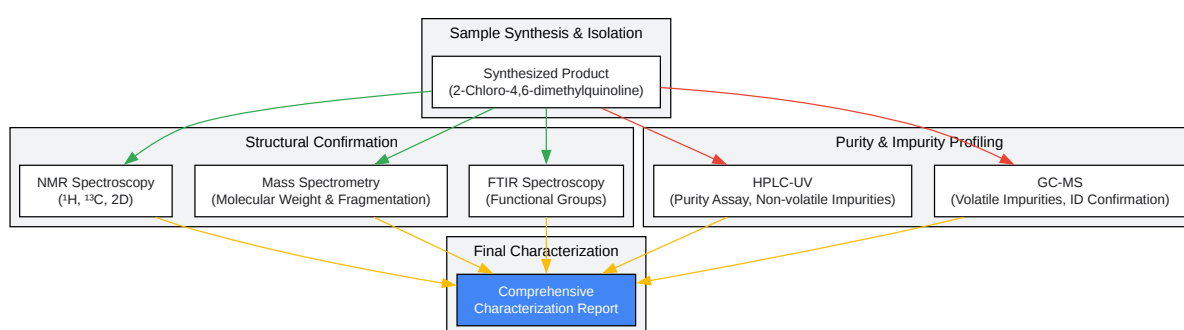 Sample Synthesis & Isolation
Synthesized Product
(2-Chloro-4,6-dimethylquinoline)
Structural Confirmation
Purity & Impurity Profiling
NMR Spectroscopy
(¹H, ¹³C, 2D)
Mass Spectrometry
(Molecular Weight & Fragmentation)
FTIR Spectroscopy
(Functional Groups)
HPLC-UV
(Purity Assay, Non-volatile Impurities)
GC-MS
(Volatile Impurities, ID Confirmation)
Final Characterization
Comprehensive
Characterization Report